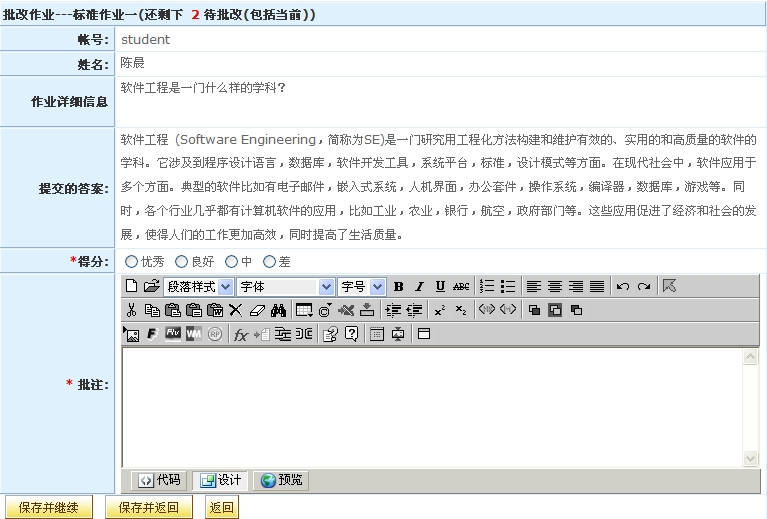 批改作业---标准作业一(还剩下 2 待批改(包括当前))
帐号: student
姓名: 陈晨
作业详细信息 软件工程是一门什么样的学科?
提交的答案:
软件工程 (Software Engineering，简称为SE)是一门研究用工程化方法构建和维护有效的、实用的和高质量的软件的
学科。它涉及到程序设计语言，数据库，软件开发工具，系统平台，标准，设计模式等方面。在现代社会中，软件应用于
多个方面。典型的软件比如有电子邮件，嵌入式系统，人机界面，办公套件，操作系统，编译器，数据库，游戏等。同
时，各个行业几乎都有计算机软件的应用，比如工业，农业，银行，航空，政府部门等。这些应用促进了经济和社会的发
展，使得人们的工作更加高效，同时提高了生活质量。
*得分: 优秀 良好 中 差
* 批注:
段落样式 字体 字号 B I U ABC
x² x₂
F Flv WM RP fx
代码 设计 预览
保存并继续 保存并返回 返回